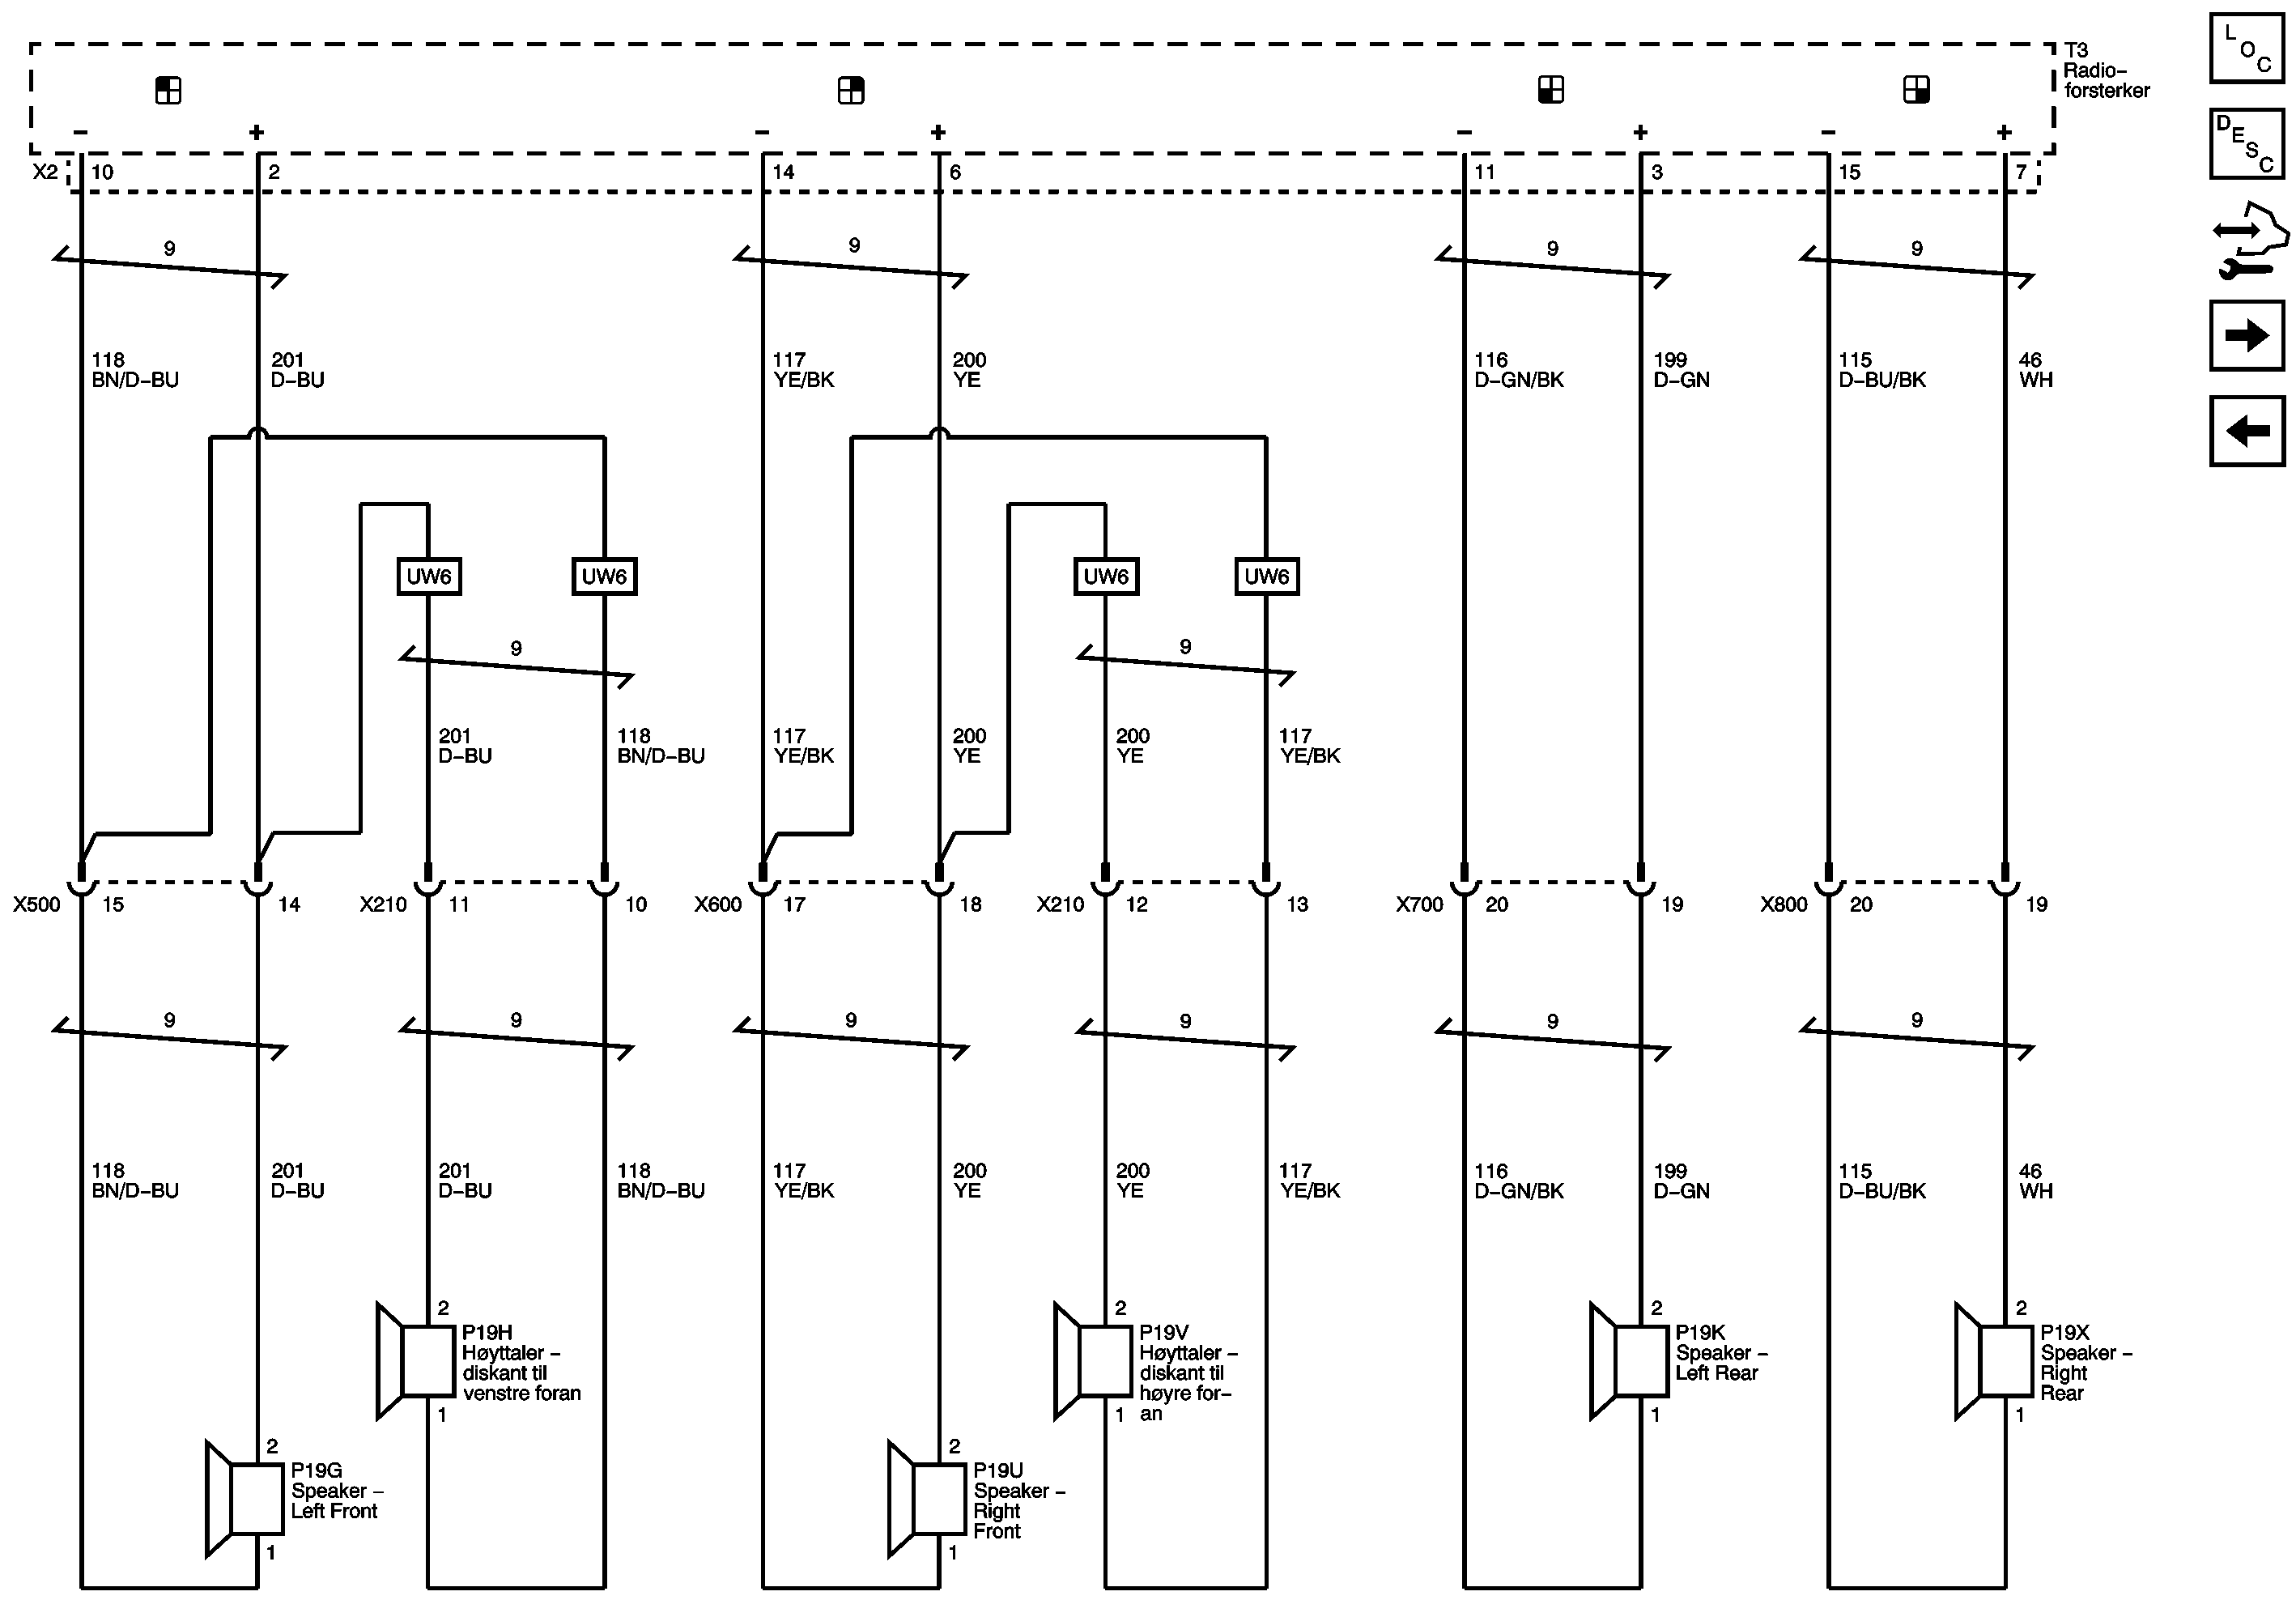 L O C
T3
Radio–
forsterker
D E S C
– + – + – + – +
X2 10 2 14 6 11 3 15 7
9 9 9 9
118 201 117 200 116 199 115 46
BN/D–BU D–BU YE/BK YE D–GN/BK D–GN D–BU/BK WH
UW6 UW6 UW6 UW6
9 9
201 118 117 200 200 117
D–BU BN/D–BU YE/BK YE YE YE/BK
X500 15 14 X210 11 10 X600 17 18 X210 12 13 X700 20 19 X800 20 19
9 9 9 9 9 9
118 201 201 118 117 200 200 117 116 199 115 46
BN/D–BU D–BU D–BU BN/D–BU YE/BK YE YE YE/BK D–GN/BK D–GN D–BU/BK WH
2
P19H
Høyttaler –
diskant til
venstre foran
1
2
P19V
Høyttaler –
diskant til
høyre for–
an
1
2
P19K
Speaker –
Left Rear
1
2
P19X
Speaker –
Right
Rear
1
2
P19G
Speaker –
Left Front
1
2
P19U
Speaker –
Right
Front
1